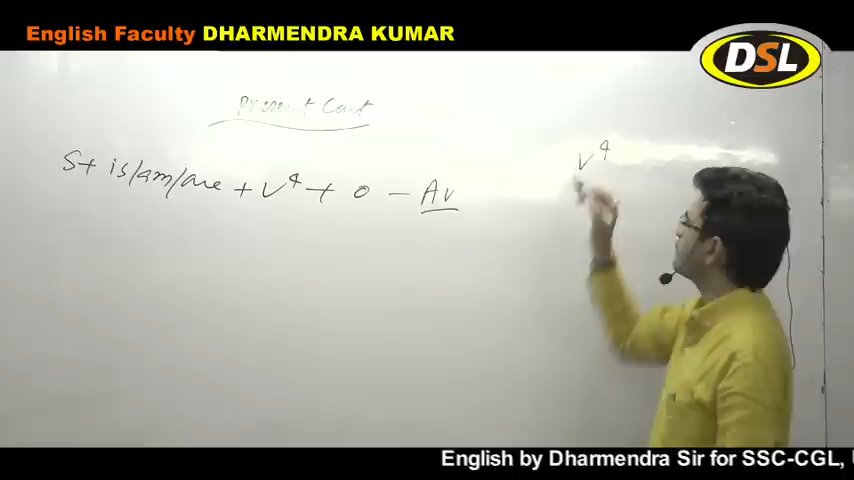 English Faculty DHARMENDRA KUMAR
DSL
Present Cont
V⁴
S+ is/am/are + V⁴ + O - Av
English by Dharmendra Sir for SSC-CGL,